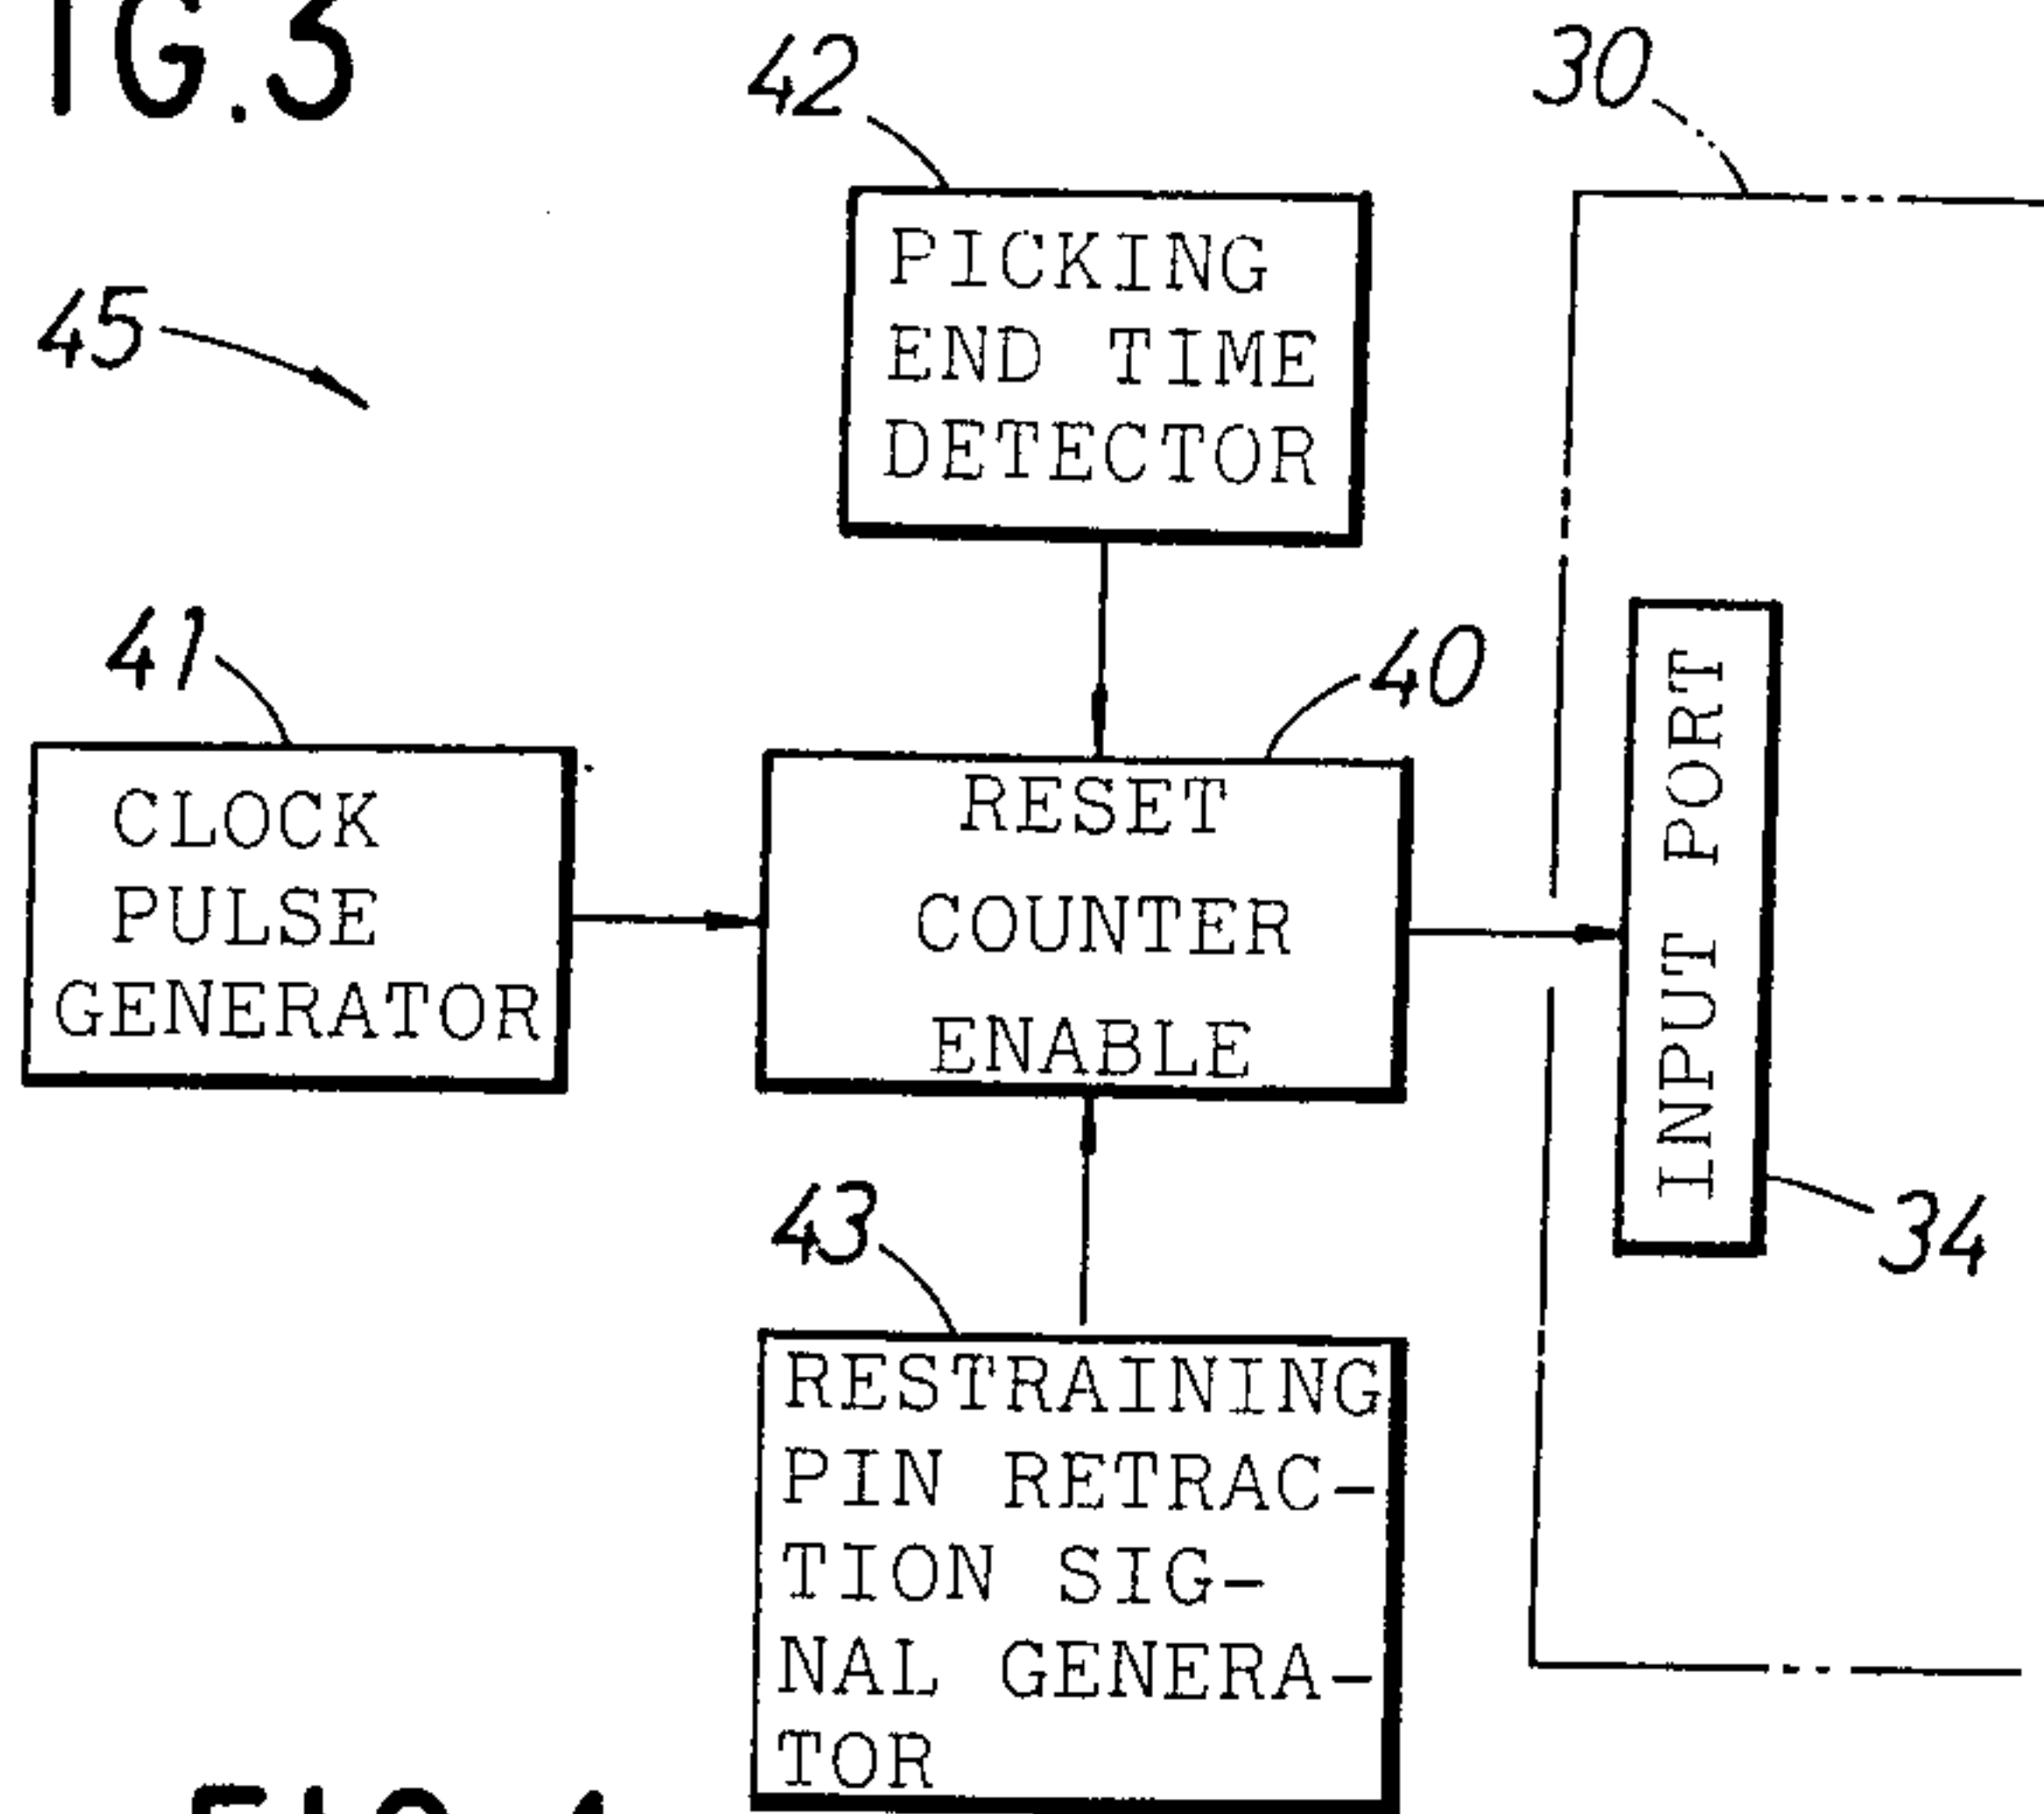 IG.3
42
30
PICKING
END TIME
DETECTOR
45
41
40
CLOCK
PULSE
GENERATOR
RESET
COUNTER
ENABLE
INPUT PORT
34
43
RESTRAINING
PIN RETRAC-
TION SIG-
NAL GENERA-
TOR